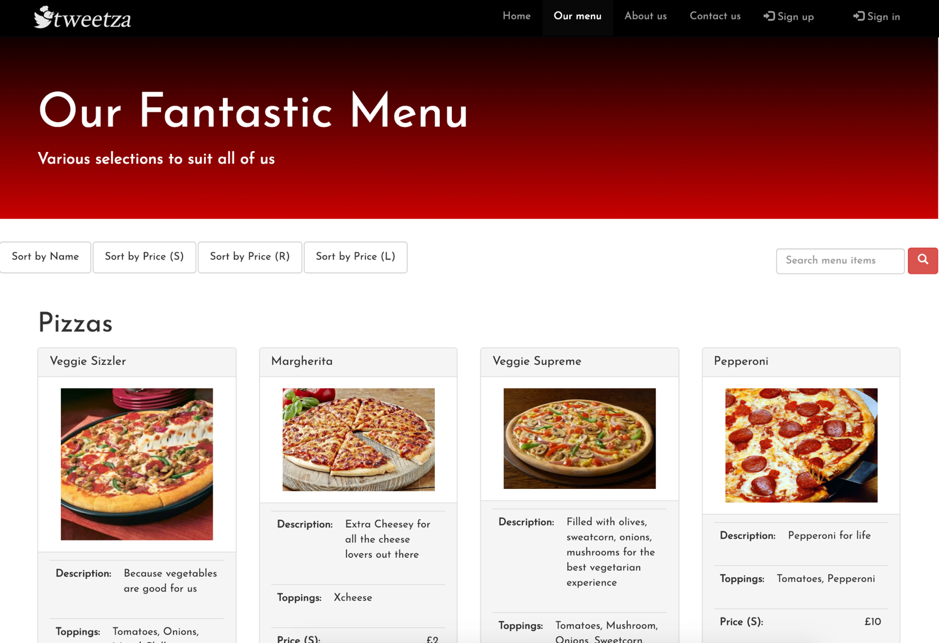 tweetza
Home Our menu About us Contact us Sign up Sign in
Our Fantastic Menu
Various selections to suit all of us
Sort by Name Sort by Price (S) Sort by Price (R) Sort by Price (L)
Search menu items
Pizzas
Veggie Sizzler
Description: Because vegetables
are good for us
Toppings: Tomatoes, Onions,
Margherita
Description: Extra Cheesey for
all the cheese
lovers out there
Toppings: Xcheese
Price (S): £2
Veggie Supreme
Description: Filled with olives,
sweatcorn, onions,
mushrooms for the
best vegetarian
experience
Toppings: Tomatoes, Mushroom,
Onions, Sweetcorn,
Pepperoni
Description: Pepperoni for life
Toppings: Tomatoes, Pepperoni
Price (S): £10